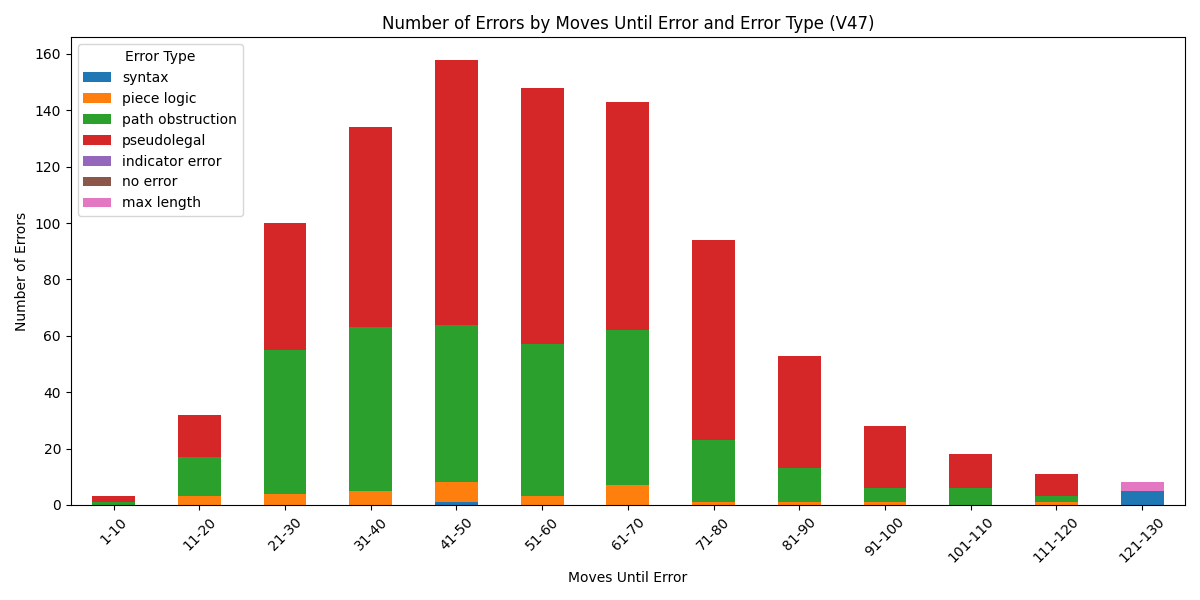 Number of Errors by Moves Until Error and Error Type (V47)
Error Type
syntax
piece logic
path obstruction
pseudolegal
indicator error
no error
max length
Number of Errors
160
140
120
100
80
60
40
20
0
1-10
11-20
21-30
31-40
41-50
51-60
61-70
71-80
81-90
91-100
101-110
111-120
121-130
Moves Until Error